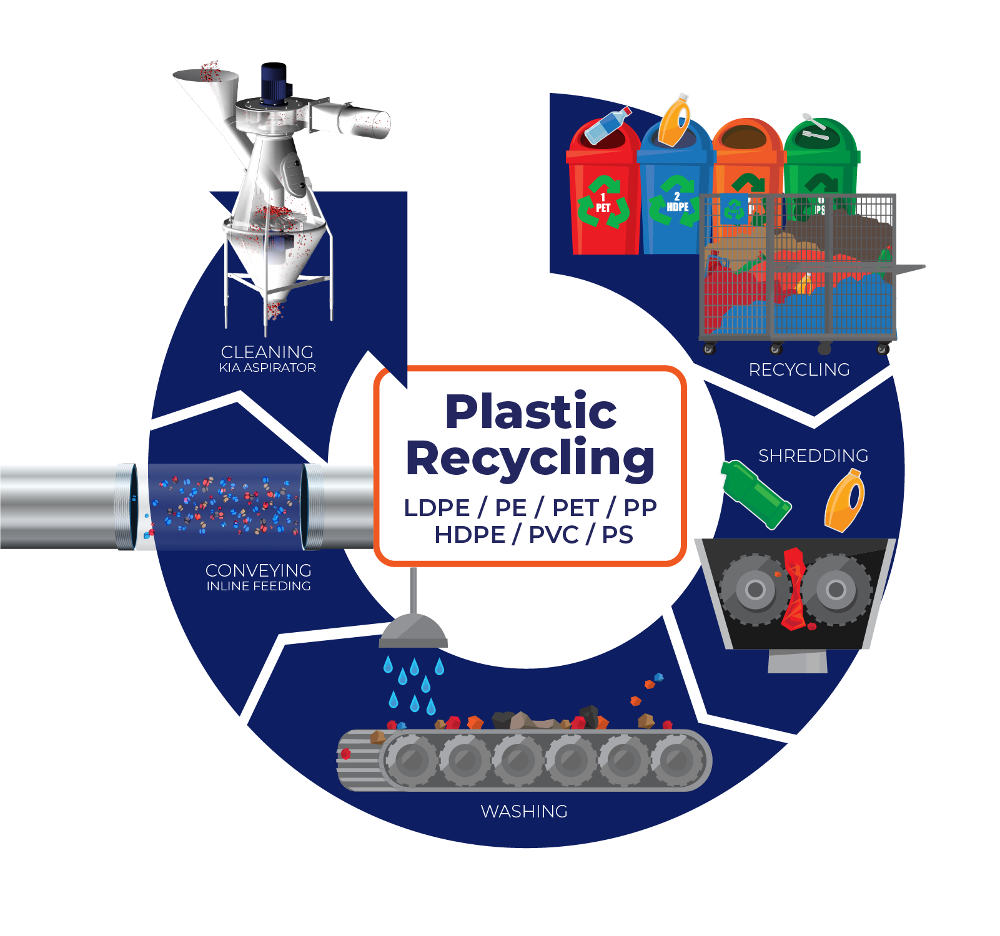 1
PET
2
HDPE
RECYCLING
SHREDDING
CLEANING
KIA ASPIRATOR
Plastic
Recycling
LDPE / PE / PET / PP
HDPE / PVC / PS
CONVEYING
INLINE FEEDING
WASHING